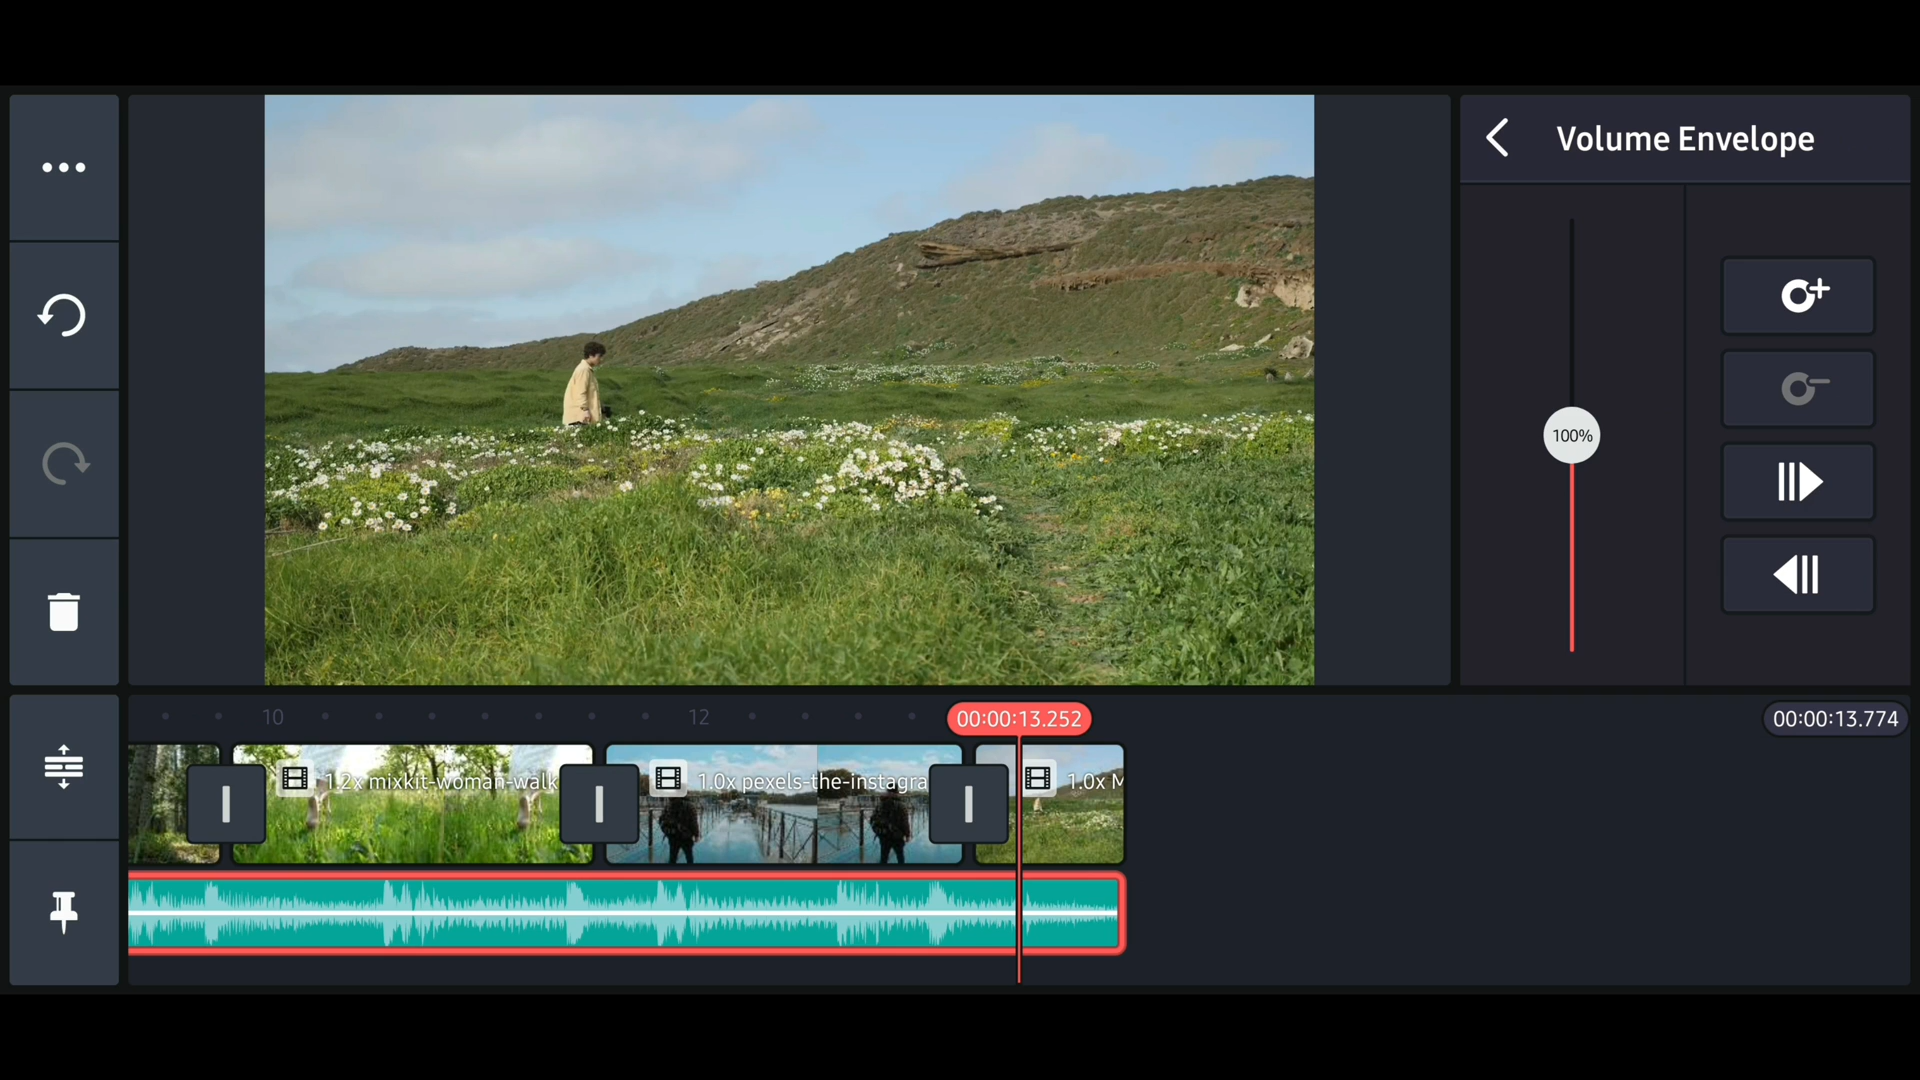 Volume Envelope
100%
10
12
00:00:13.252
00:00:13.774
1.2x mixkit-woman-walk
1.0x pexels-the-instagra
1.0x M